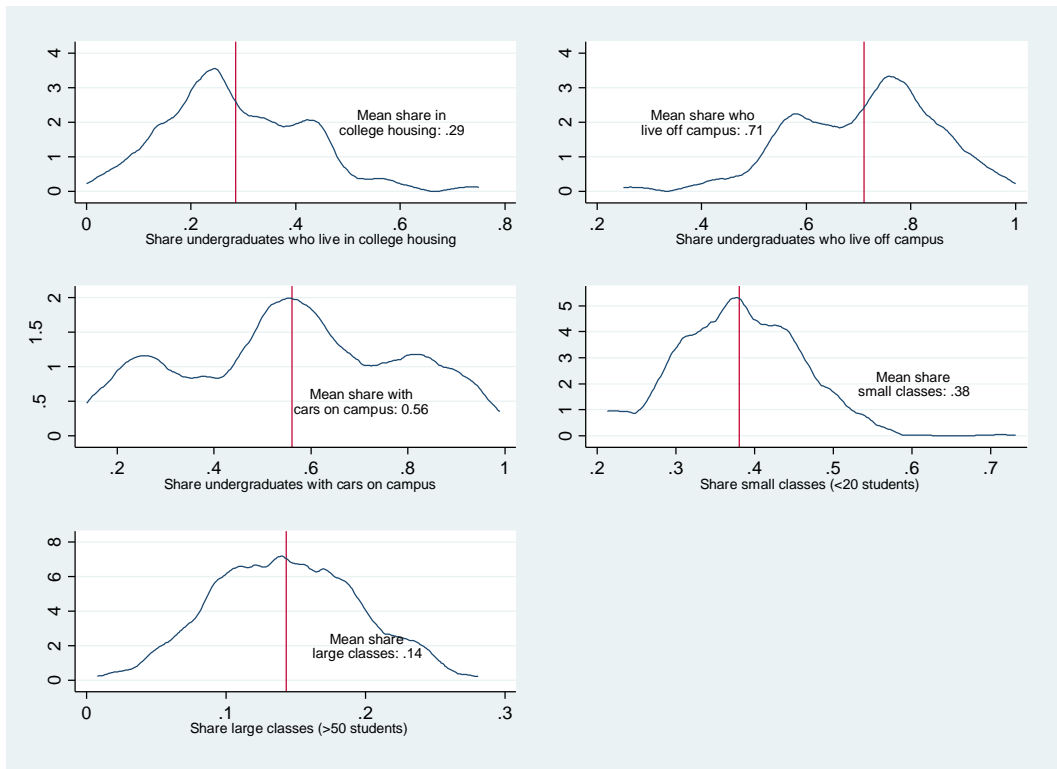 4
3
2
1
0
Mean share in
college housing: .29
0 .2 .4 .6 .8
Share undergraduates who live in college housing
4
3
2
1
0
Mean share who
live off campus: .71
.2 .4 .6 .8 1
Share undergraduates who live off campus
2
1.5
1
.5
0
Mean share with
cars on campus: 0.56
.2 .4 .6 .8 1
Share undergraduates with cars on campus
5
4
3
2
1
0
Mean share
small classes: .38
.2 .3 .4 .5 .6 .7
Share small classes (<20 students)
8
6
4
2
0
Mean share
large classes: .14
0 .1 .2 .3
Share large classes (>50 students)